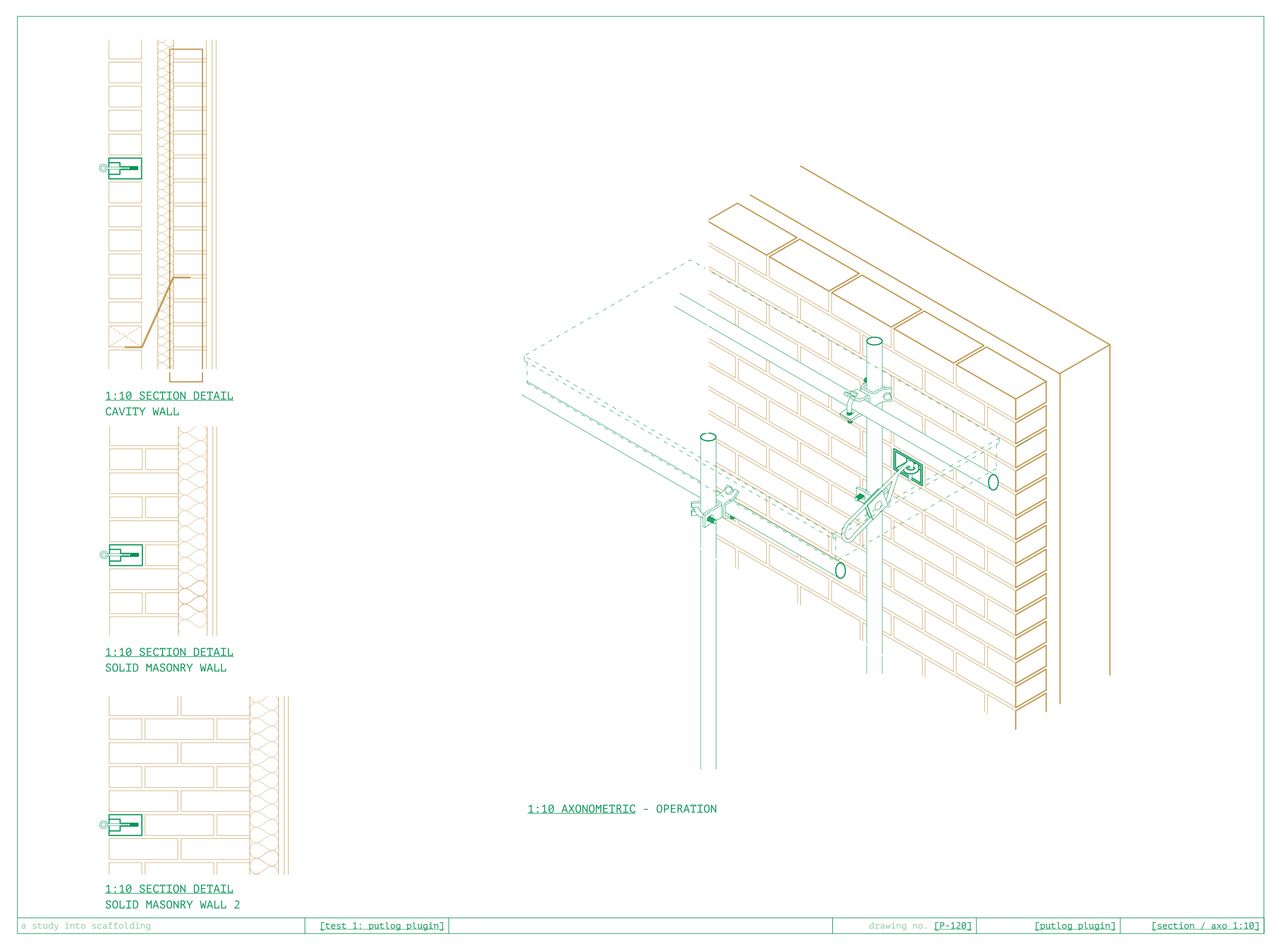 1:10 SECTION DETAIL
CAVITY WALL
1:10 SECTION DETAIL
SOLID MASONRY WALL
1:10 AXONOMETRIC - OPERATION
1:10 SECTION DETAIL
SOLID MASONRY WALL 2
a study into scaffolding
[test 1: putlog plugin]
drawing no. [P-120]
[putlog plugin]
[section / axo 1:10]